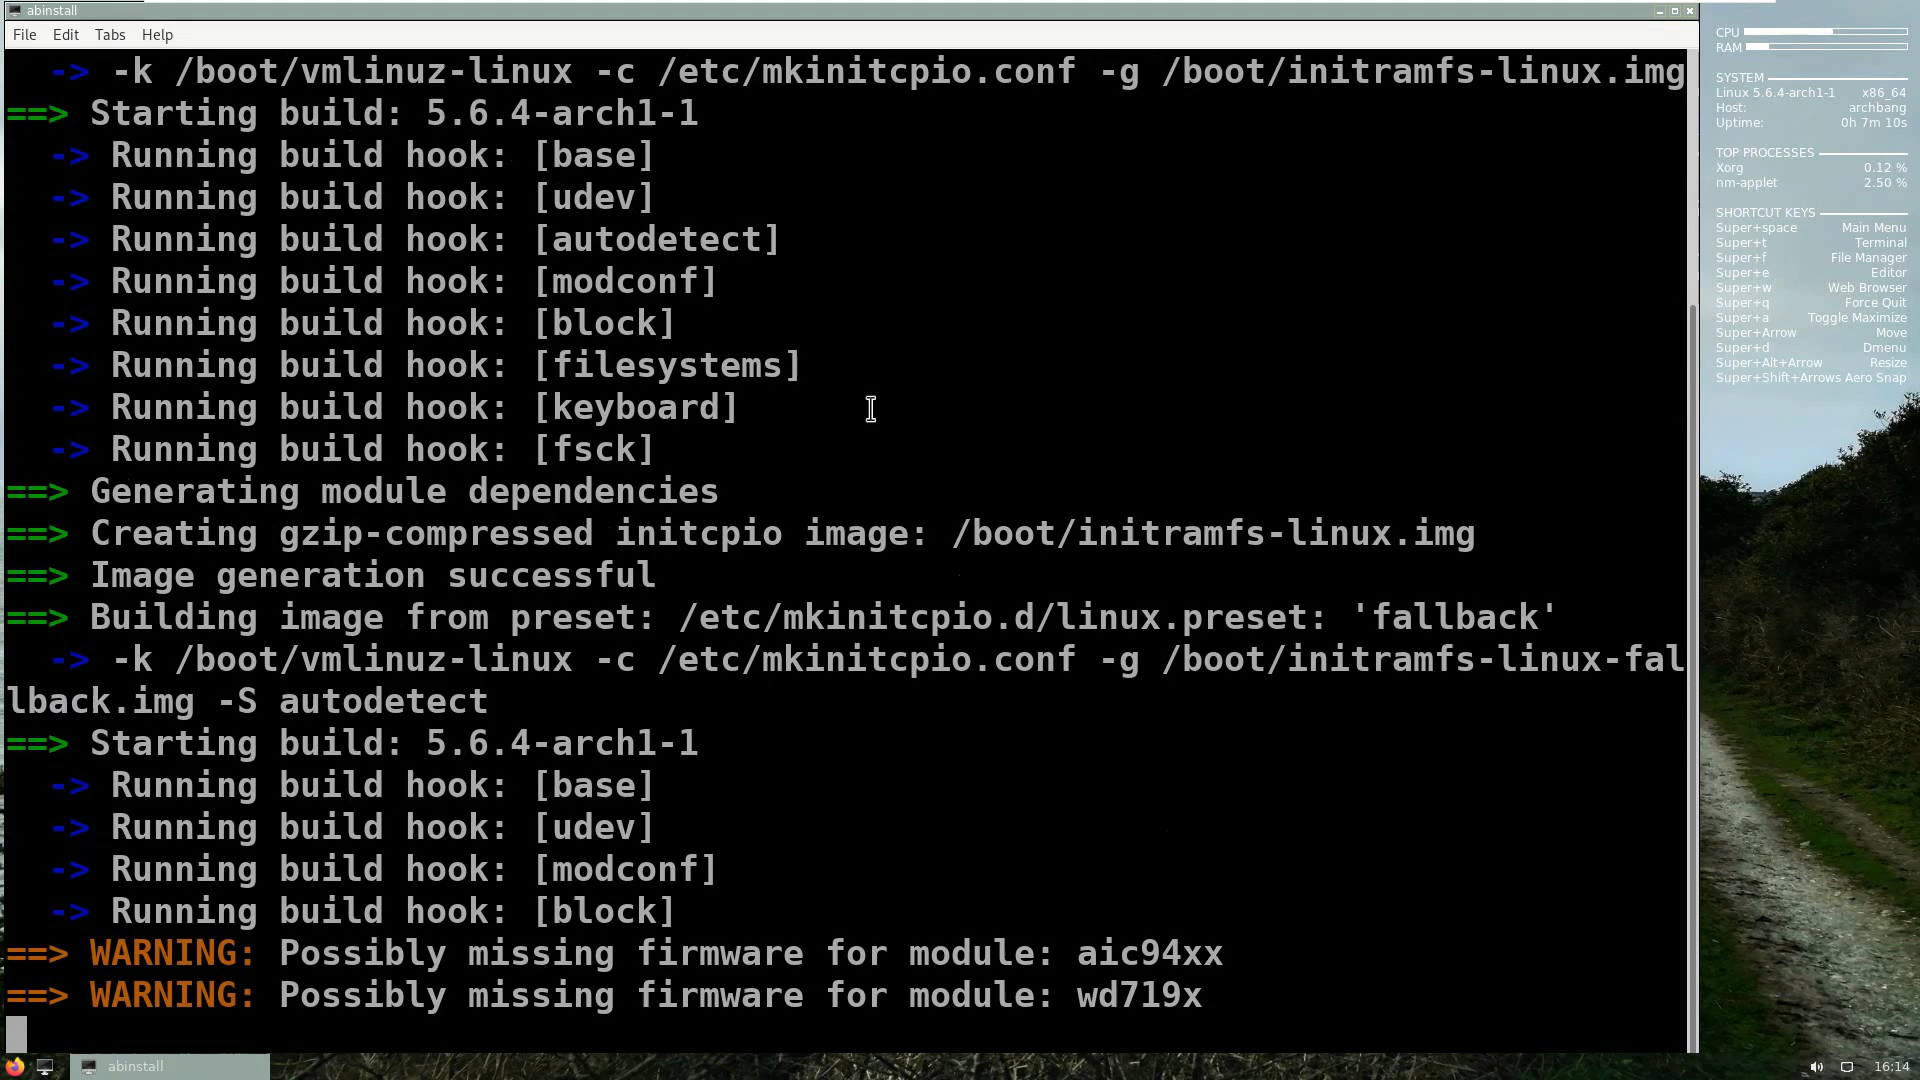 abinstall
File Edit Tabs Help
-> -k /boot/vmlinuz-linux -c /etc/mkinitcpio.conf -g /boot/initramfs-linux.img
==> Starting build: 5.6.4-arch1-1
-> Running build hook: [base]
-> Running build hook: [udev]
-> Running build hook: [autodetect]
-> Running build hook: [modconf]
-> Running build hook: [block]
-> Running build hook: [filesystems]
-> Running build hook: [keyboard]
-> Running build hook: [fsck]
==> Generating module dependencies
==> Creating gzip-compressed initcpio image: /boot/initramfs-linux.img
==> Image generation successful
==> Building image from preset: /etc/mkinitcpio.d/linux.preset: 'fallback'
-> -k /boot/vmlinuz-linux -c /etc/mkinitcpio.conf -g /boot/initramfs-linux-fal
lback.img -S autodetect
==> Starting build: 5.6.4-arch1-1
-> Running build hook: [base]
-> Running build hook: [udev]
-> Running build hook: [modconf]
-> Running build hook: [block]
==> WARNING: Possibly missing firmware for module: aic94xx
==> WARNING: Possibly missing firmware for module: wd719x
CPU
RAM
SYSTEM
Linux 5.6.4-arch1-1 x86_64
Host: archbang
Uptime: 0h 7m 10s
TOP PROCESSES
Xorg 0.12 %
nm-applet 2.50 %
SHORTCUT KEYS
Super+space Main Menu
Super+t Terminal
Super+f File Manager
Super+e Editor
Super+w Web Browser
Super+q Force Quit
Super+a Toggle Maximize
Super+Arrow Move
Super+d Dmenu
Super+Alt+Arrow Resize
Super+Shift+Arrows Aero Snap
abinstall
16:14